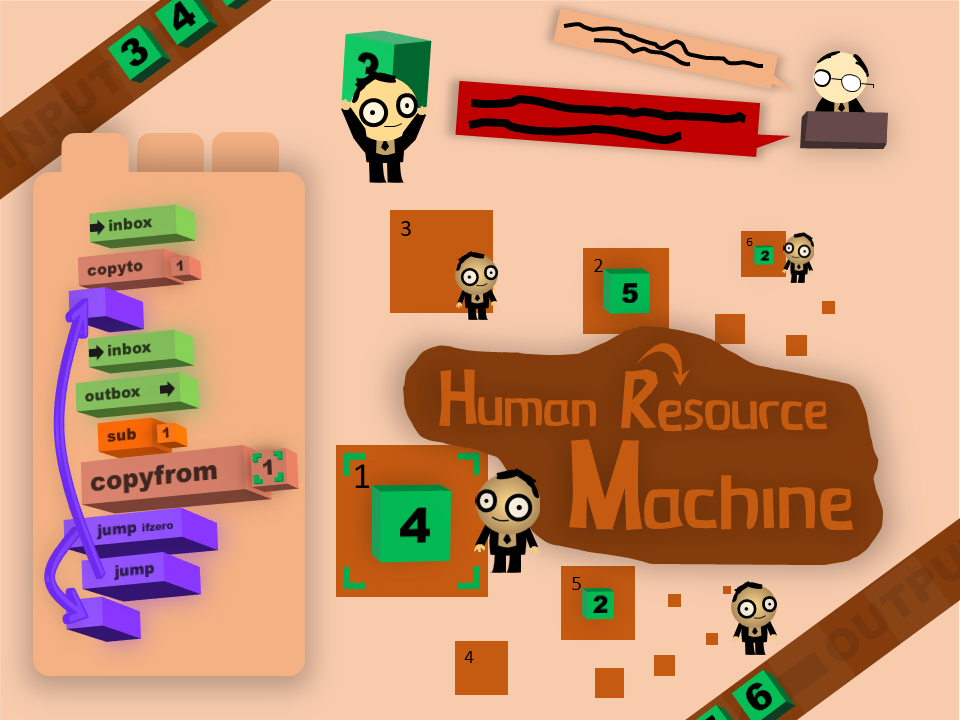 INPUT
3 4
3
inbox
copyto 1
inbox
outbox
sub 1
copyfrom 1
jump ifzero
jump
3
2
5
6
2
Human Resource
Machine
1
4
5
2
4
OUTPU
6